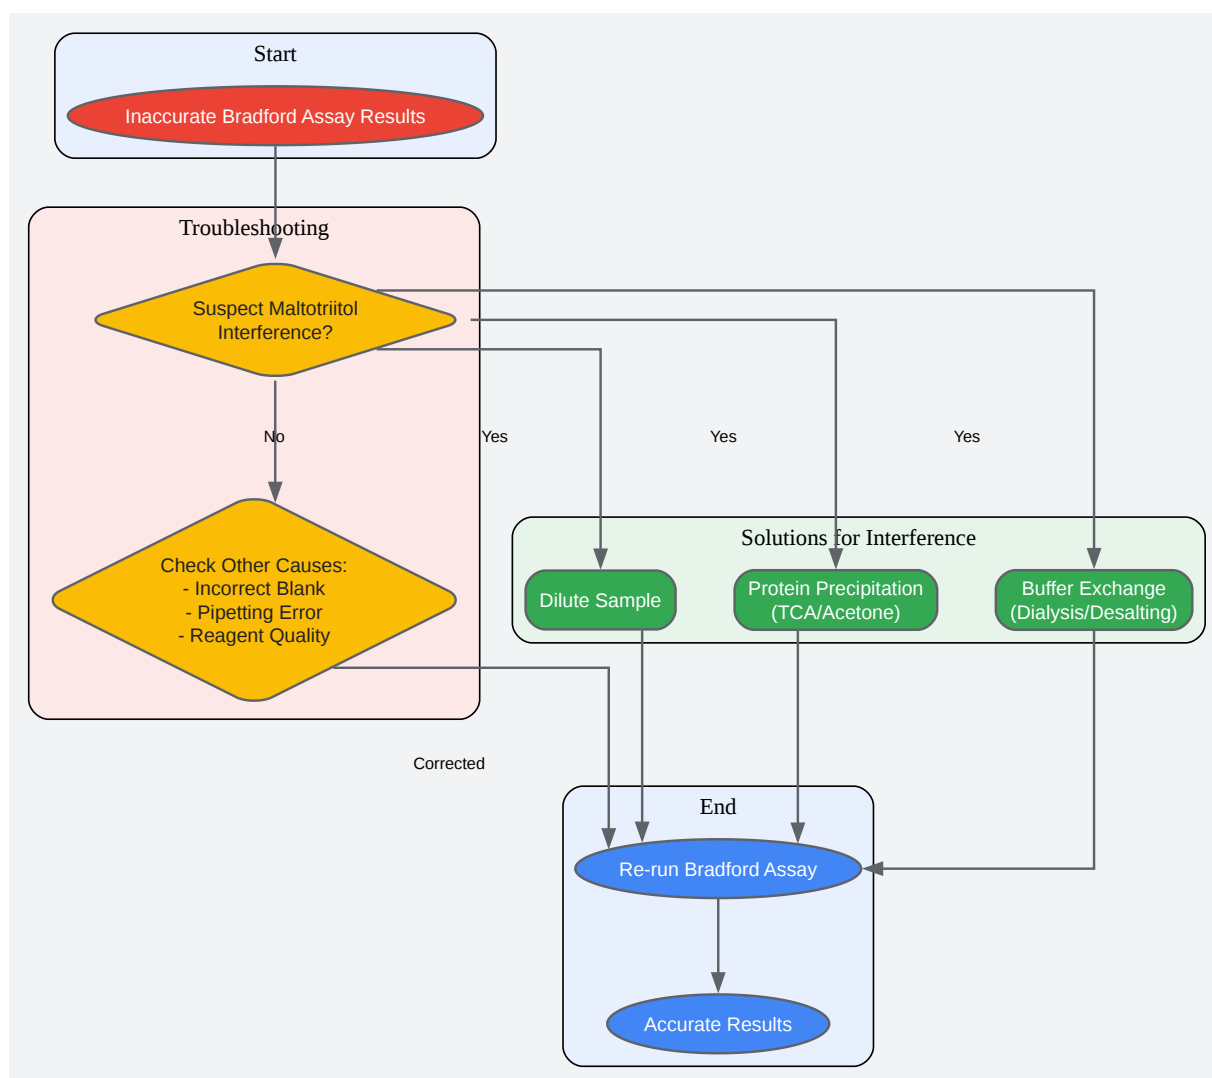 Start
Inaccurate Bradford Assay Results
Troubleshooting
Suspect Maltotriitol
Interference?
No
Yes
Yes
Yes
Check Other Causes:
- Incorrect Blank
- Pipetting Error
- Reagent Quality
Solutions for Interference
Dilute Sample
Protein Precipitation
(TCA/Acetone)
Buffer Exchange
(Dialysis/Desalting)
Corrected
End
Re-run Bradford Assay
Accurate Results